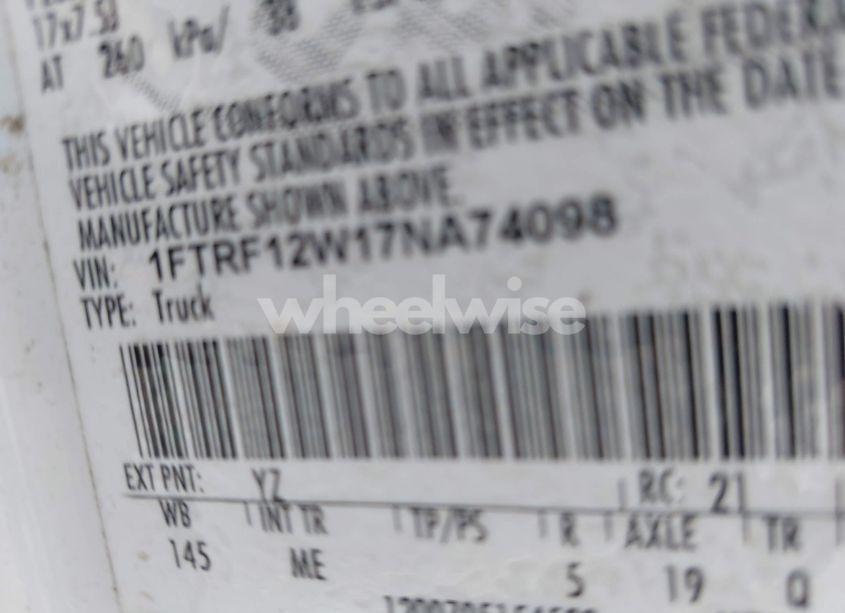 17x7.5J
AT 260 kPa/ 38
THIS VEHICLE CONFORMS TO ALL APPLICABLE FEDERAL
VEHICLE SAFETY STANDARDS IN EFFECT ON THE DATE
MANUFACTURE SHOWN ABOVE.
VIN: 1FTRF12W17NA74098
TYPE: Truck
wheelwise
EXT PNT: YZ RC: 21
WB INT TR TP/PS R AXLE TR
145 ME 5 19 Q